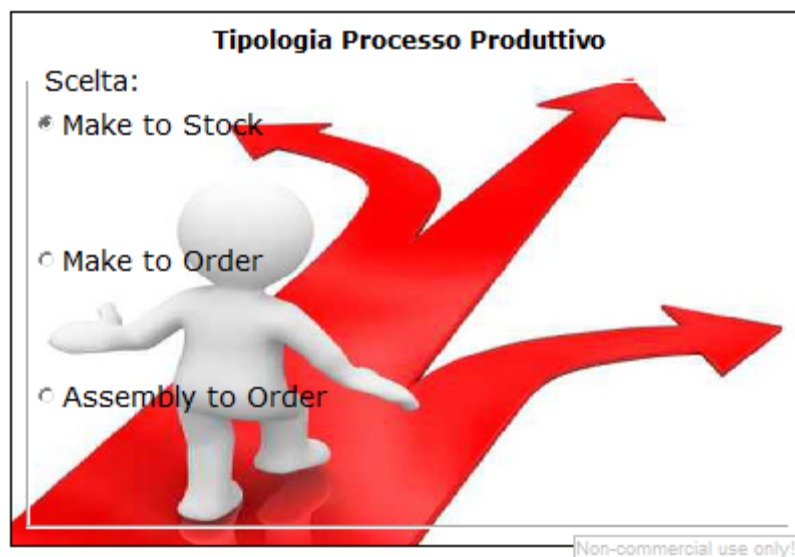 Tipologia Processo Produttivo
Scelta:
Make to Stock
Make to Order
Assembly to Order
Non-commercial use only!